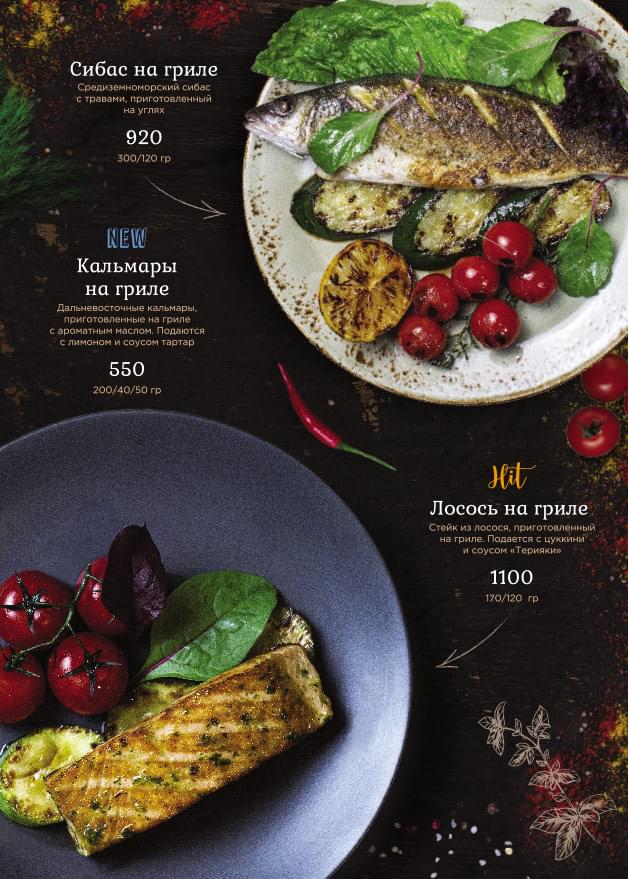 Сибас на гриле
Средиземноморский сибас
с травами, приготовленный
на углях
920
300/120 гр
NEW
Кальмары
на гриле
Дальневосточные кальмары,
приготовленные на гриле
с ароматным маслом. Подаются
с лимоном и соусом тартар
550
200/40/50 гр
Hit
Лосось на гриле
Стейк из лосося, приготовленный
на гриле. Подается с цуккини
и соусом «Терияки»
1100
170/120 гр